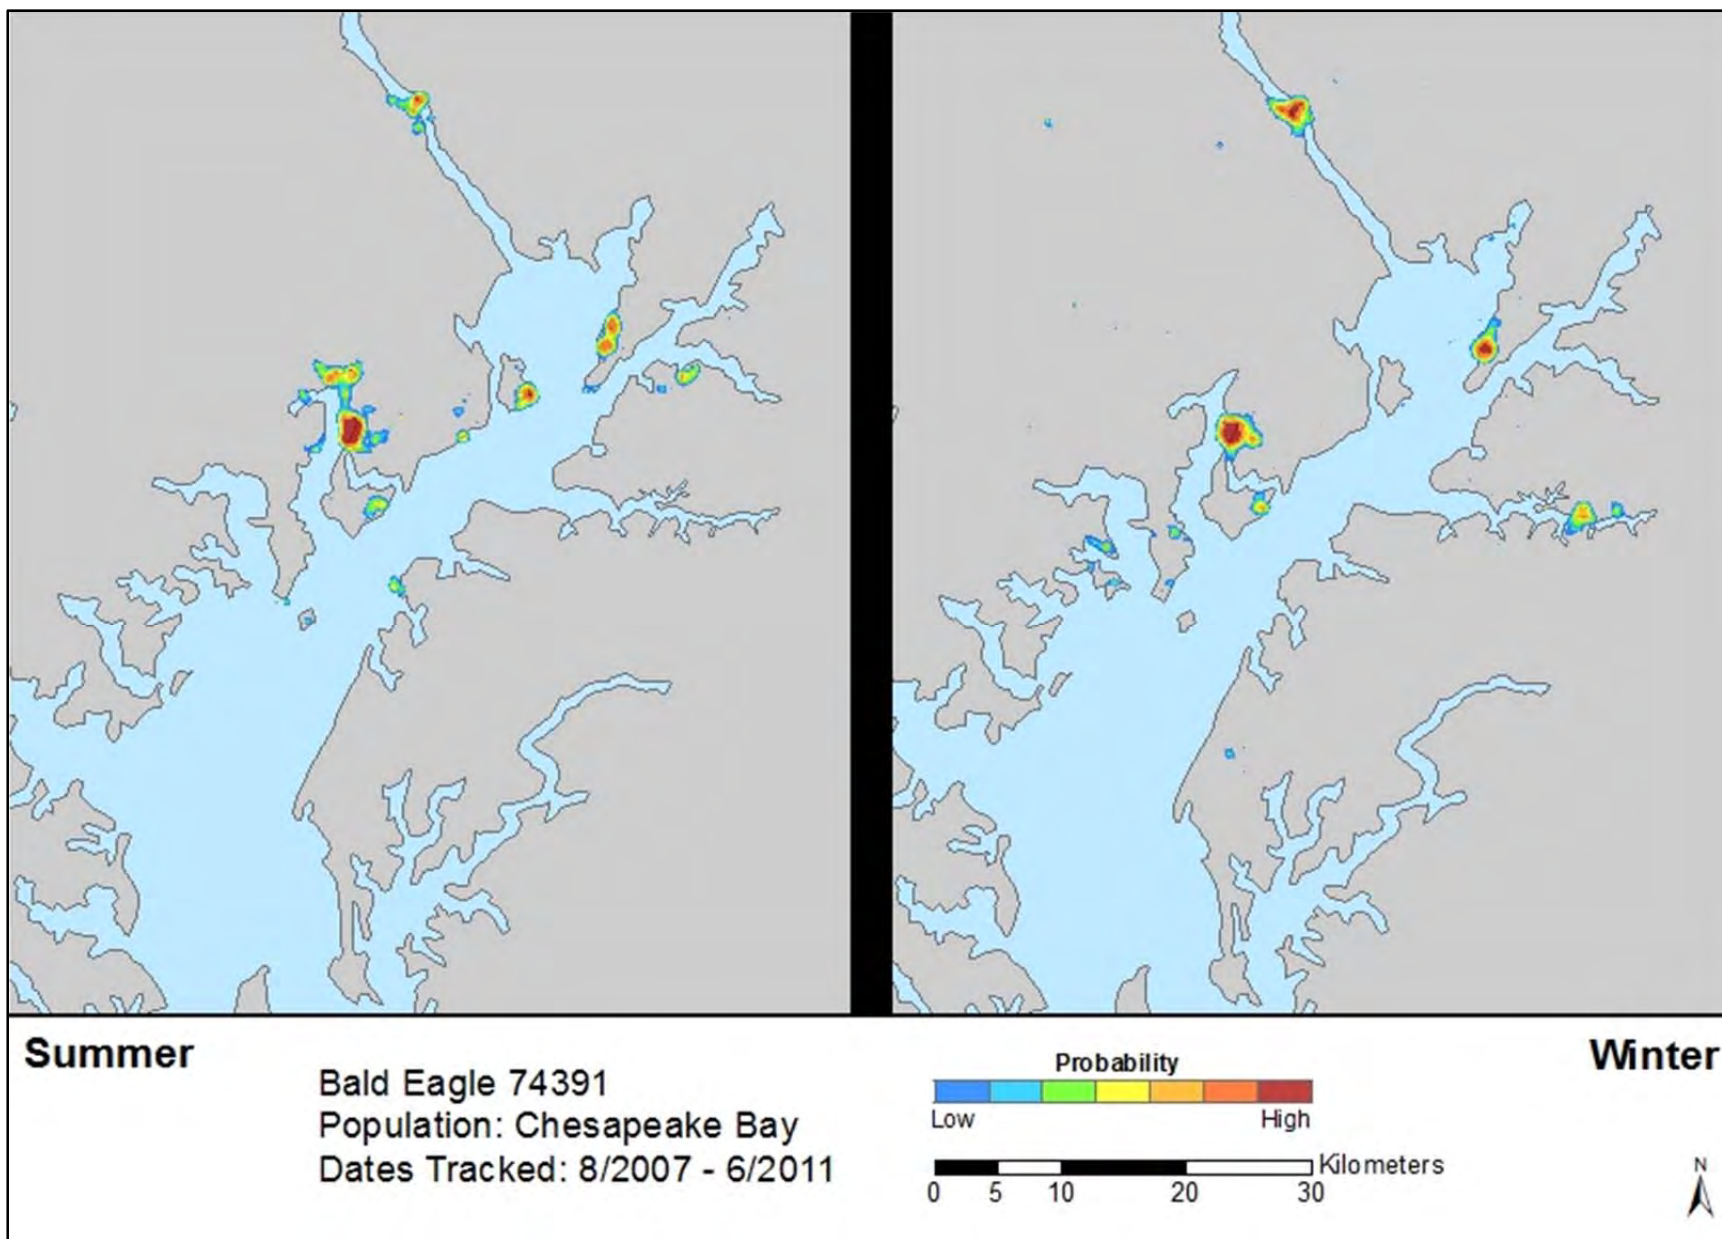 Summer
Winter
Bald Eagle 74391
Population: Chesapeake Bay
Dates Tracked: 8/2007 - 6/2011
Probability
Low
High
Kilometers
0 5 10 20 30
N